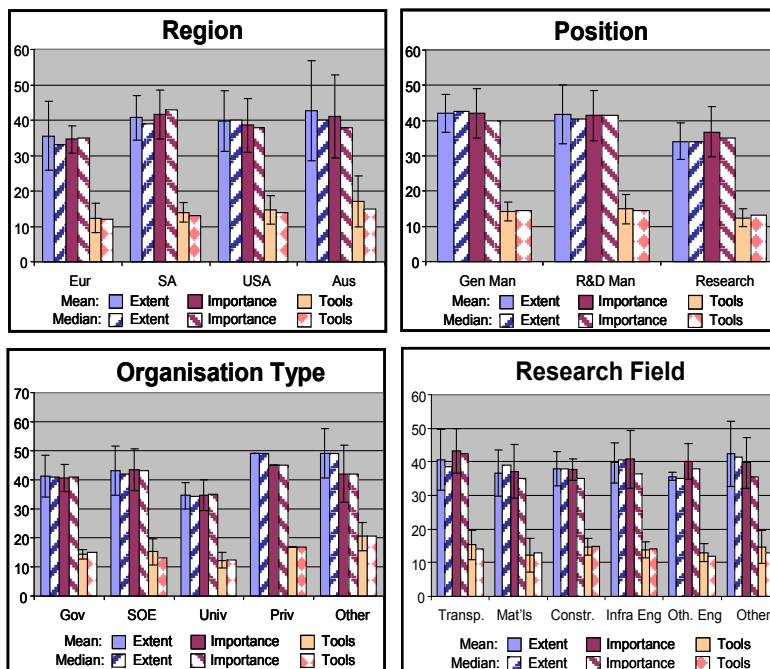 Region
60
50
40
30
20
10
0
Eur SA USA Aus
Mean: Extent Importance Tools
Median: Extent Importance Tools
Position
60
50
40
30
20
10
0
Gen Man R&D Man Research
Mean: Extent Importance Tools
Median: Extent Importance Tools
Organisation Type
70
60
50
40
30
20
10
0
Gov SOE Univ Priv Other
Mean: Extent Importance Tools
Median: Extent Importance Tools
Research Field
60
50
40
30
20
10
0
Transp. Mat'ls Constr. Infra Eng Oth. Eng Other
Mean: Extent Importance Tools
Median: Extent Importance Tools